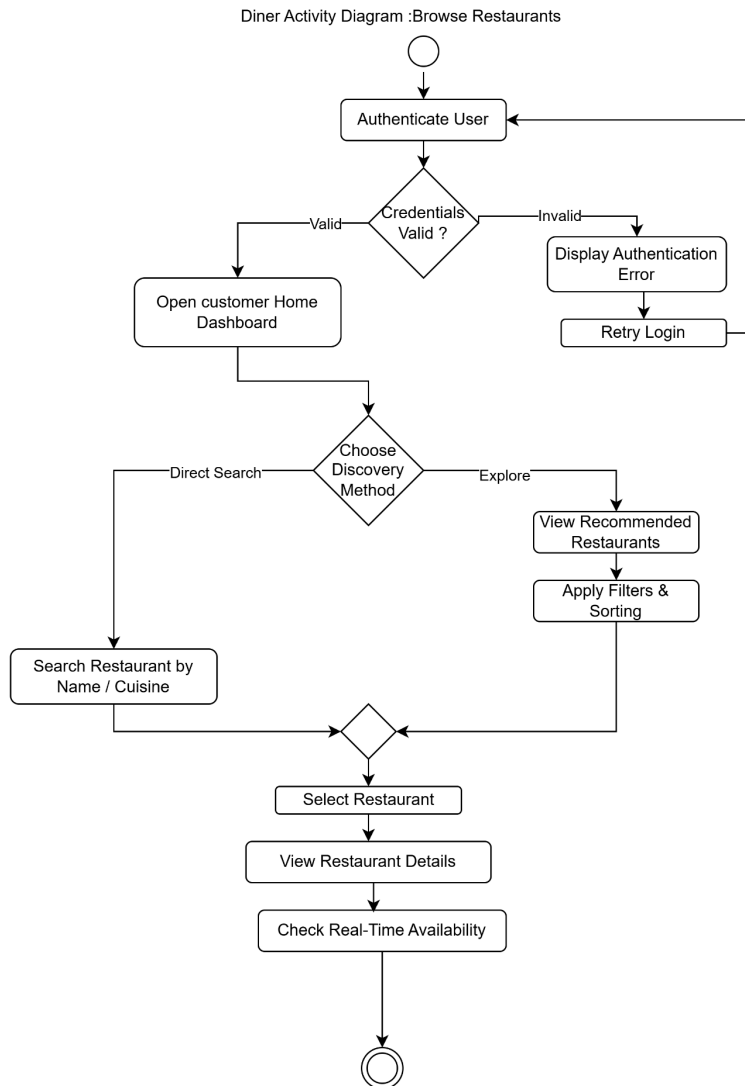 Diner Activity Diagram :Browse Restaurants
Authenticate User
Credentials
Valid ?
Valid
Invalid
Display Authentication
Error
Open customer Home
Dashboard
Retry Login
Choose
Discovery
Method
Direct Search
Explore
View Recommended
Restaurants
Apply Filters &
Sorting
Search Restaurant by
Name / Cuisine
Select Restaurant
View Restaurant Details
Check Real-Time Availability